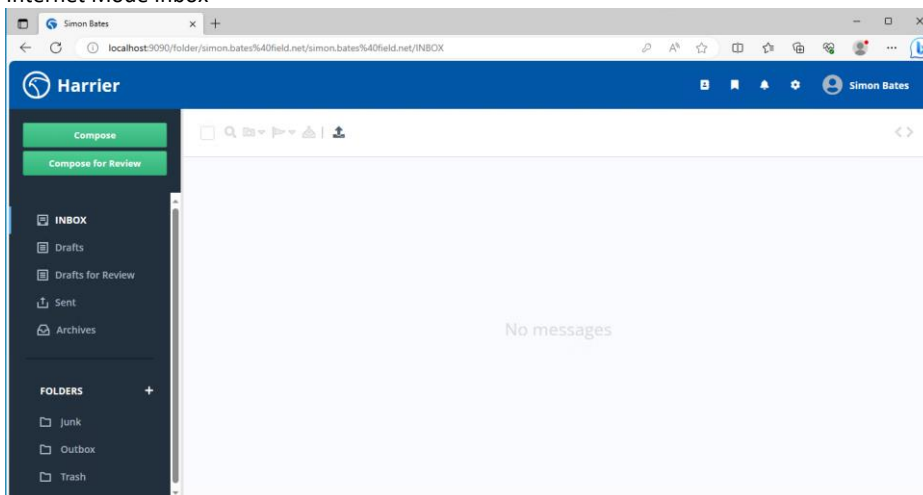 Internet Mode Inbox
Simon Bates
localhost:9090/folder/simon.bates%40field.net/simon.bates%40field.net/INBOX
Harrier
Simon Bates
Compose
Compose for Review
INBOX
Drafts
Drafts for Review
Sent
Archives
No messages
FOLDERS +
Junk
Outbox
Trash